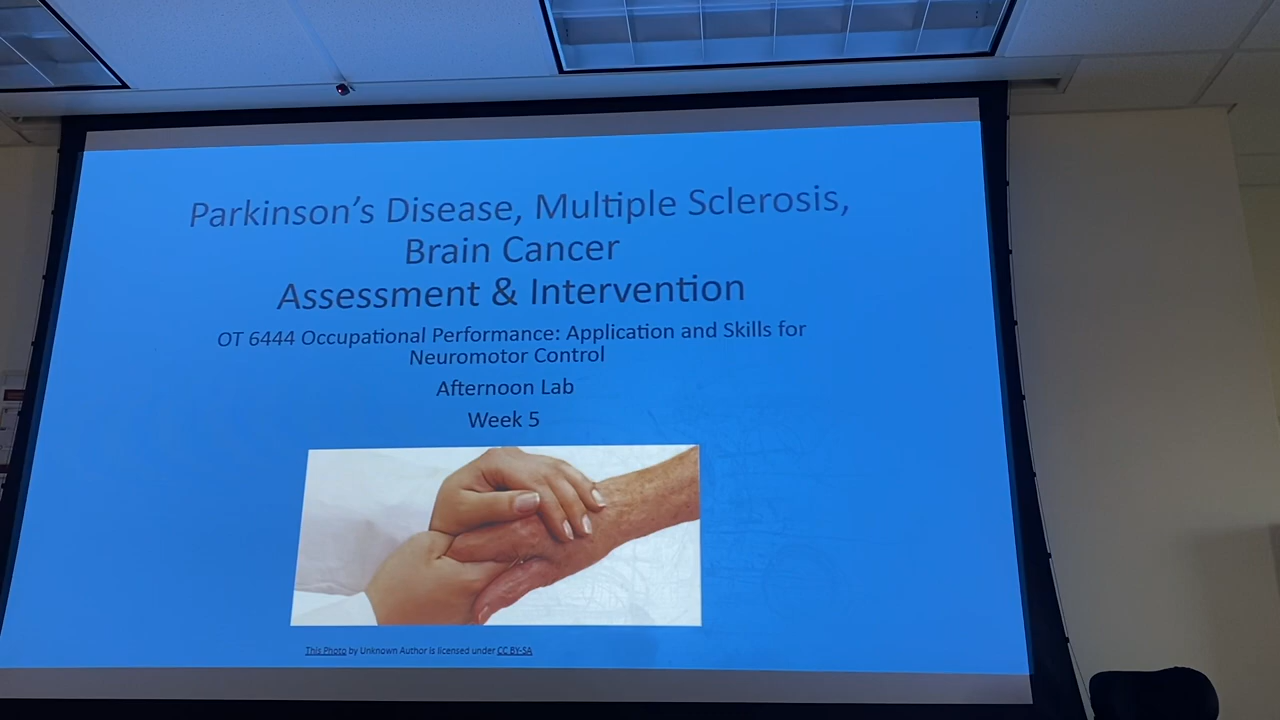 Parkinson's Disease, Multiple Sclerosis,
Brain Cancer
Assessment & Intervention
OT 6444 Occupational Performance: Application and Skills for
Neuromotor Control
Afternoon Lab
Week 5
This Photo by Unknown Author is licensed under CC BY-SA